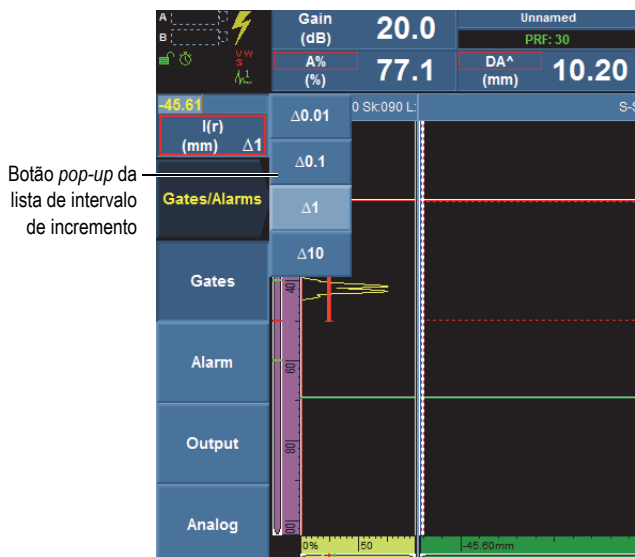 A
B
Gain
(dB)
20.0
Unnamed
PRF: 30
A%
(%)
77.1
DA^
(mm)
10.20
-45.61
I(r)
(mm) Δ1
0 Sk:090 L:
S-S
Δ0.01
Δ0.1
Δ1
Δ10
Botão pop-up da
lista de intervalo
de incremento
Gates/Alarms
Gates
Alarm
Output
Analog
40
60
80
0% 50
-45.60mm